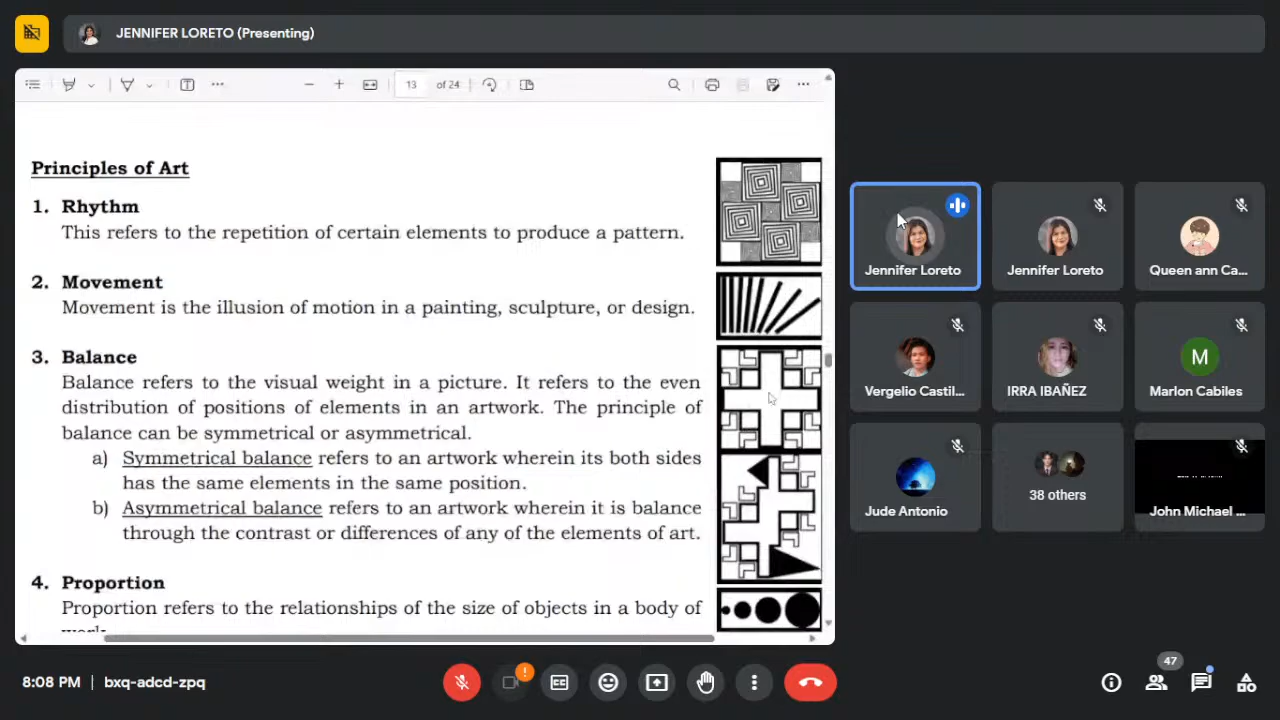 JENNIFER LORETO (Presenting)
13 of 24
Principles of Art
1. Rhythm
This refers to the repetition of certain elements to produce a pattern.
2. Movement
Movement is the illusion of motion in a painting, sculpture, or design.
3. Balance
Balance refers to the visual weight in a picture. It refers to the even
distribution of positions of elements in an artwork. The principle of
balance can be symmetrical or asymmetrical.
a) Symmetrical balance refers to an artwork wherein its both sides
has the same elements in the same position.
b) Asymmetrical balance refers to an artwork wherein it is balance
through the contrast or differences of any of the elements of art.
4. Proportion
Proportion refers to the relationships of the size of objects in a body of
Jennifer Loreto
Jennifer Loreto
Queen ann Ca...
Vergelio Castil...
IRRA IBAÑEZ
M
Marlon Cabiles
Jude Antonio
38 others
John Michael ...
8:08 PM | bxq-adcd-zpq
47